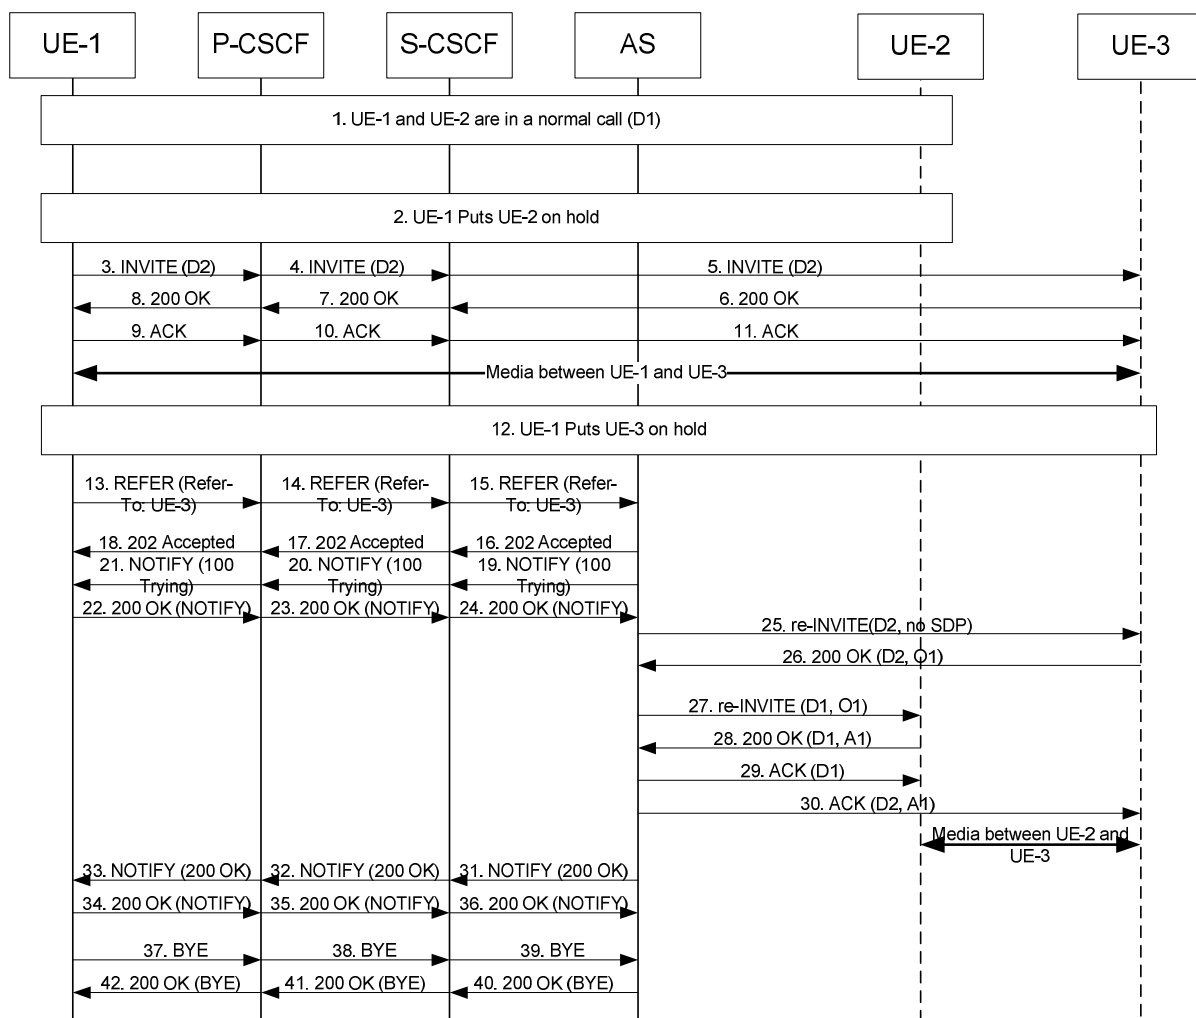 UE-1 P-CSCF S-CSCF AS UE-2 UE-3
1. UE-1 and UE-2 are in a normal call (D1)
2. UE-1 Puts UE-2 on hold
3. INVITE (D2) 4. INVITE (D2) 5. INVITE (D2)
8. 200 OK 7. 200 OK 6. 200 OK
9. ACK 10. ACK 11. ACK
Media between UE-1 and UE-3
12. UE-1 Puts UE-3 on hold
13. REFER (Refer-
To: UE-3)
14. REFER (Refer-
To: UE-3)
15. REFER (Refer-
To: UE-3)
18. 202 Accepted 17. 202 Accepted 16. 202 Accepted
21. NOTIFY (100
Trying)
20. NOTIFY (100
Trying)
19. NOTIFY (100
Trying)
22. 200 OK (NOTIFY) 23. 200 OK (NOTIFY) 24. 200 OK (NOTIFY)
25. re-INVITE(D2, no SDP)
26. 200 OK (D2, O1)
27. re-INVITE (D1, O1)
28. 200 OK (D1, A1)
29. ACK (D1)
30. ACK (D2, A1)
Media between UE-2 and
UE-3
33. NOTIFY (200 OK) 32. NOTIFY (200 OK) 31. NOTIFY (200 OK)
34. 200 OK (NOTIFY) 35. 200 OK (NOTIFY) 36. 200 OK (NOTIFY)
37. BYE 38. BYE 39. BYE
42. 200 OK (BYE) 41. 200 OK (BYE) 40. 200 OK (BYE)